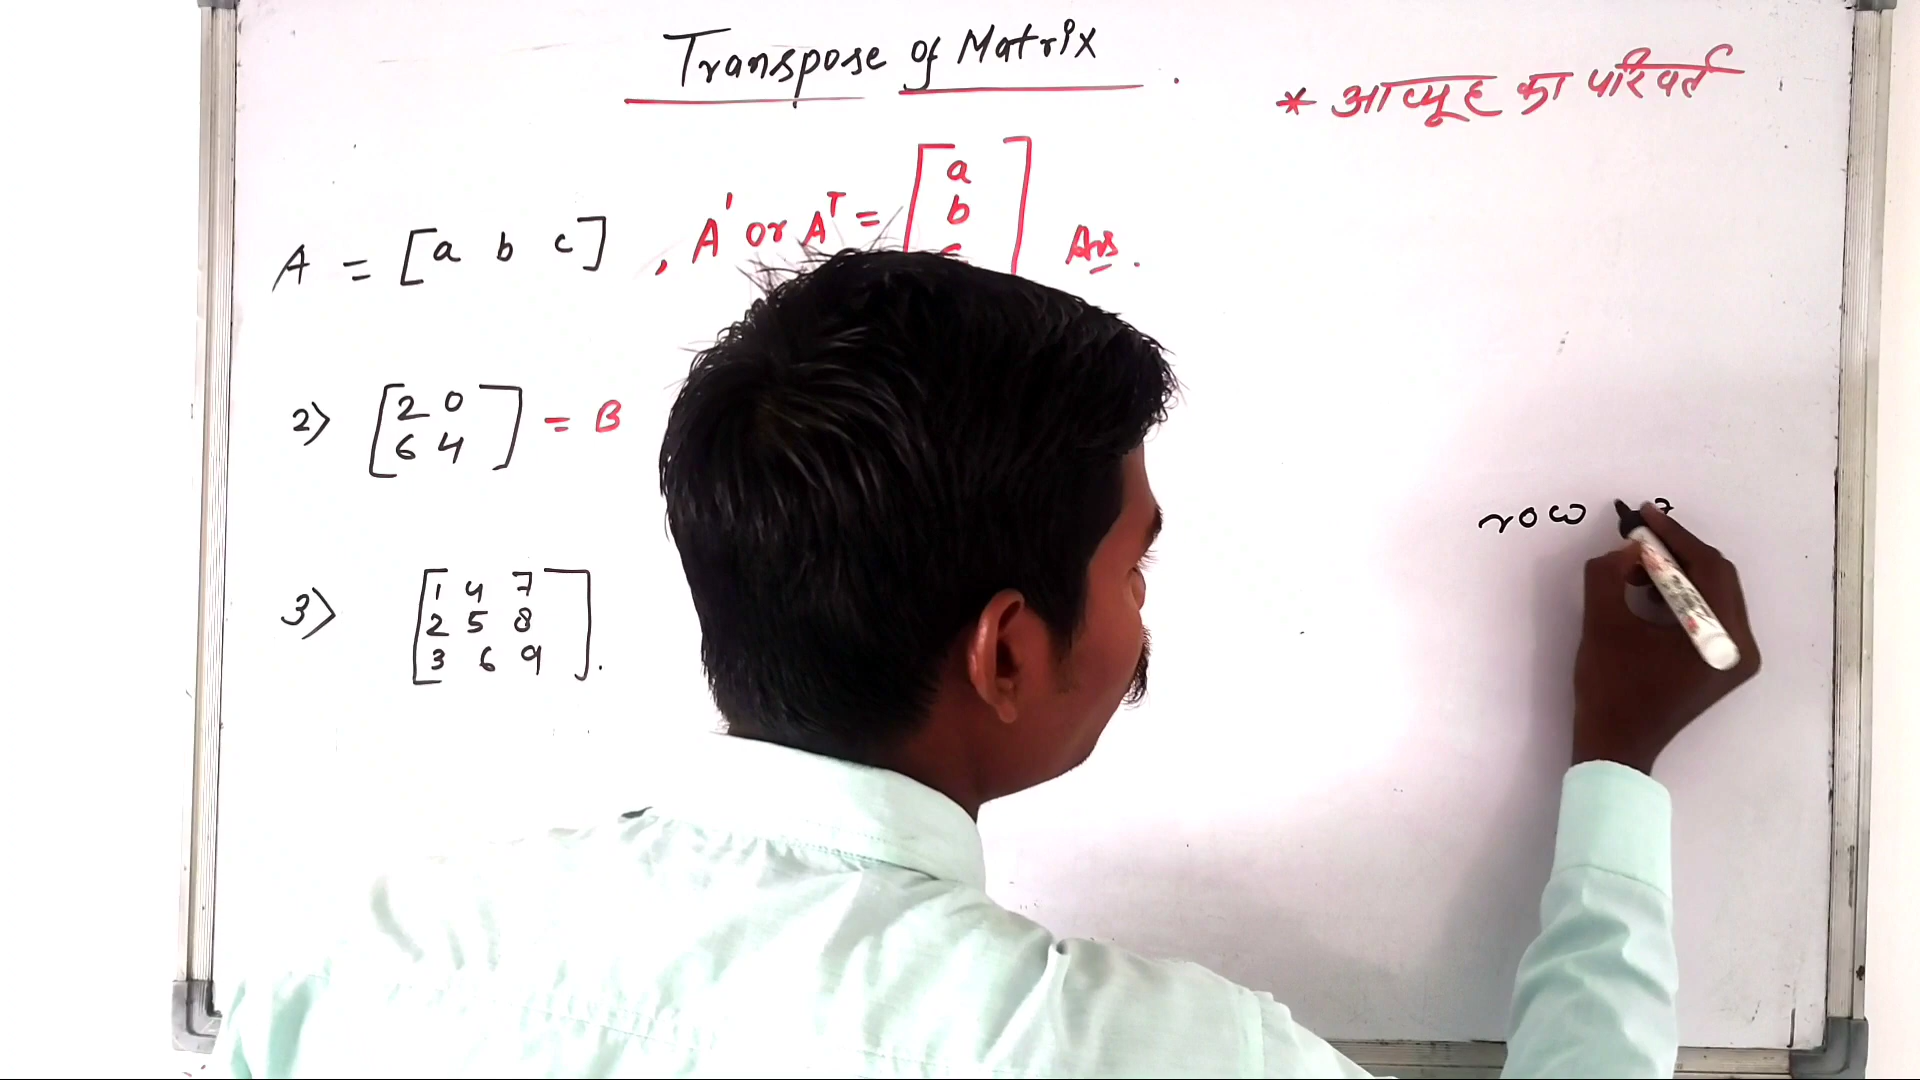 Transpose of Matrix
* आव्यूह का परिवर्त
A = [a b c] , A' or Aᵀ = [a
b
c] Ans.
2) [2 0
6 4] = B
3) [1 4 7
2 5 8
3 6 9].
row